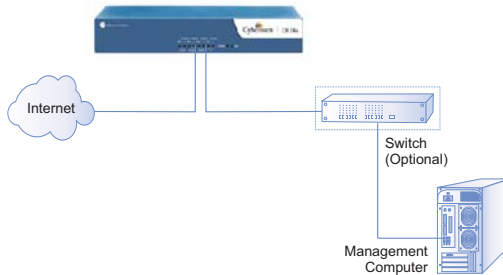 Cyberoam
Internet
Switch
(Optional)
Management
Computer